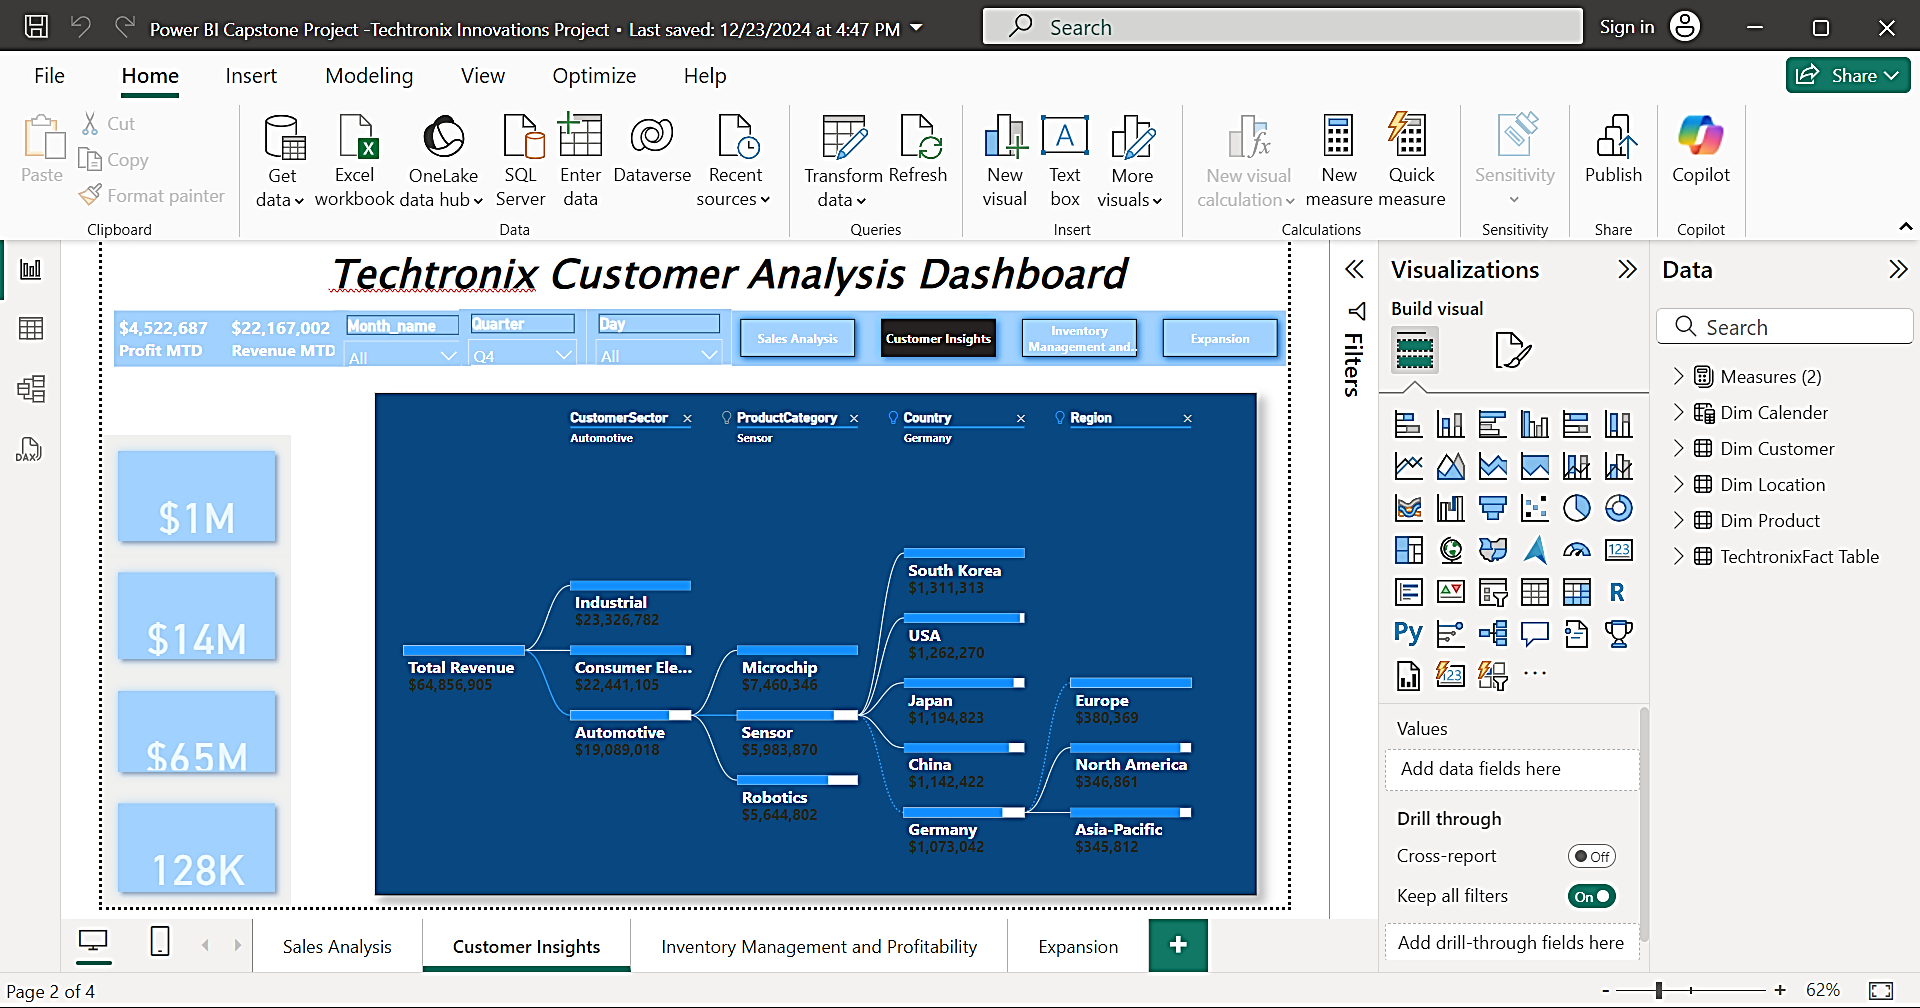 Power BI Capstone Project -Techtronix Innovations Project • Last saved: 12/23/2024 at 4:47 PM
Search
Sign in
File
Home
Insert
Modeling
View
Optimize
Help
Share
Paste
Cut
Copy
Format painter
Clipboard
Get data
Excel workbook
OneLake data hub
SQL Server
Enter data
Dataverse
Recent sources
Data
Transform data
Refresh
Queries
New visual
Text box
More visuals
Insert
New visual calculation
New measure
Quick measure
Calculations
Sensitivity
Sensitivity
Publish
Share
Copilot
Copilot
Techtronix Customer Analysis Dashboard
$4,522,687
Profit MTD
$22,167,002
Revenue MTD
Month_name
All
Quarter
Q4
Day
All
Sales Analysis
Customer Insights
Inventory
Management and..
Expansion
$1M
$14M
$65M
128K
CustomerSector
Automotive
ProductCategory
Sensor
Country
Germany
Region
Total Revenue
$64,856,905
Industrial
$23,326,782
Consumer Ele...
$22,441,105
Automotive
$19,089,018
Microchip
$7,460,346
Sensor
$5,983,870
Robotics
$5,644,802
South Korea
$1,311,313
USA
$1,262,270
Japan
$1,194,823
China
$1,142,422
Germany
$1,073,042
Europe
$380,369
North America
$346,861
Asia-Pacific
$345,812
Filters
Visualizations
Build visual
123
R
Py
123
Values
Add data fields here
Drill through
Cross-report
Off
Keep all filters
On
Add drill-through fields here
Data
Search
Measures (2)
Dim Calender
Dim Customer
Dim Location
Dim Product
TechtronixFact Table
DAX
Sales Analysis
Customer Insights
Inventory Management and Profitability
Expansion
+
Page 2 of 4
- + 62%